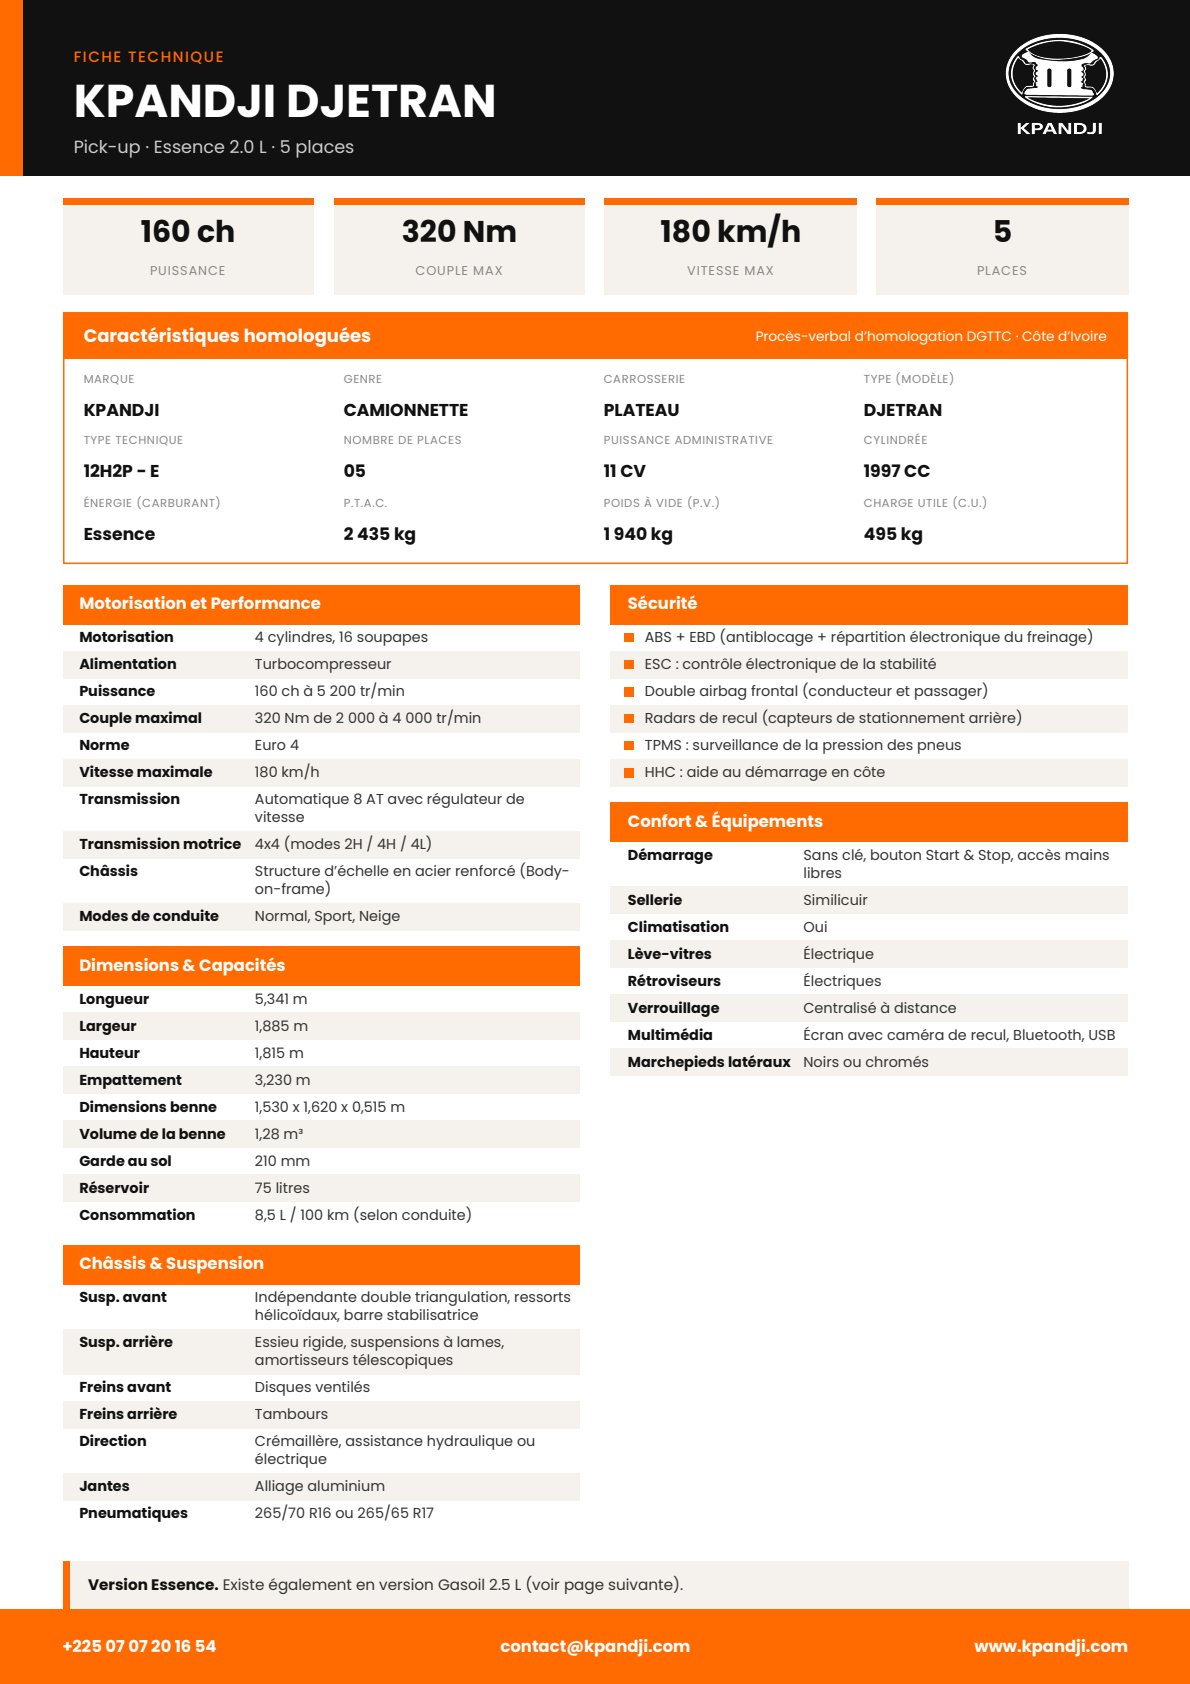 FICHE TECHNIQUE
KPANDJI DJETRAN
Pick-up · Essence 2.0 L · 5 places
KPANDJI
160 ch
PUISSANCE
320 Nm
COUPLE MAX
180 km/h
VITESSE MAX
5
PLACES
Caractéristiques homologuées
Procès-verbal d’homologation DGTTC · Côte d’Ivoire
MARQUE GENRE CARROSSERIE TYPE (MODÈLE)
KPANDJI CAMIONNETTE PLATEAU DJETRAN
TYPE TECHNIQUE NOMBRE DE PLACES PUISSANCE ADMINISTRATIVE CYLINDRÉE
12H2P - E 05 11 CV 1997 CC
ÉNERGIE (CARBURANT) P.T.A.C. POIDS À VIDE (P.V.) CHARGE UTILE (C.U.)
Essence 2 435 kg 1 940 kg 495 kg
Motorisation et Performance
Motorisation 4 cylindres, 16 soupapes
Alimentation Turbocompresseur
Puissance 160 ch à 5 200 tr/min
Couple maximal 320 Nm de 2 000 à 4 000 tr/min
Norme Euro 4
Vitesse maximale 180 km/h
Transmission Automatique 8 AT avec régulateur de
vitesse
Transmission motrice 4x4 (modes 2H / 4H / 4L)
Châssis Structure d’échelle en acier renforcé (Body-
on-frame)
Modes de conduite Normal, Sport, Neige
Dimensions & Capacités
Longueur 5,341 m
Largeur 1,885 m
Hauteur 1,815 m
Empattement 3,230 m
Dimensions benne 1,530 x 1,620 x 0,515 m
Volume de la benne 1,28 m³
Garde au sol 210 mm
Réservoir 75 litres
Consommation 8,5 L / 100 km (selon conduite)
Châssis & Suspension
Susp. avant Indépendante double triangulation, ressorts
hélicoïdaux, barre stabilisatrice
Susp. arrière Essieu rigide, suspensions à lames,
amortisseurs télescopiques
Freins avant Disques ventilés
Freins arrière Tambours
Direction Crémaillère, assistance hydraulique ou
électrique
Jantes Alliage aluminium
Pneumatiques 265/70 R16 ou 265/65 R17
Sécurité
ABS + EBD (antiblocage + répartition électronique du freinage)
ESC : contrôle électronique de la stabilité
Double airbag frontal (conducteur et passager)
Radars de recul (capteurs de stationnement arrière)
TPMS : surveillance de la pression des pneus
HHC : aide au démarrage en côte
Confort & Équipements
Démarrage Sans clé, bouton Start & Stop, accès mains
libres
Sellerie Similicuir
Climatisation Oui
Lève-vitres Électrique
Rétroviseurs Électriques
Verrouillage Centralisé à distance
Multimédia Écran avec caméra de recul, Bluetooth, USB
Marchepieds latéraux Noirs ou chromés
Version Essence. Existe également en version Gasoil 2.5 L (voir page suivante).
+225 07 07 20 16 54 contact@kpandji.com www.kpandji.com